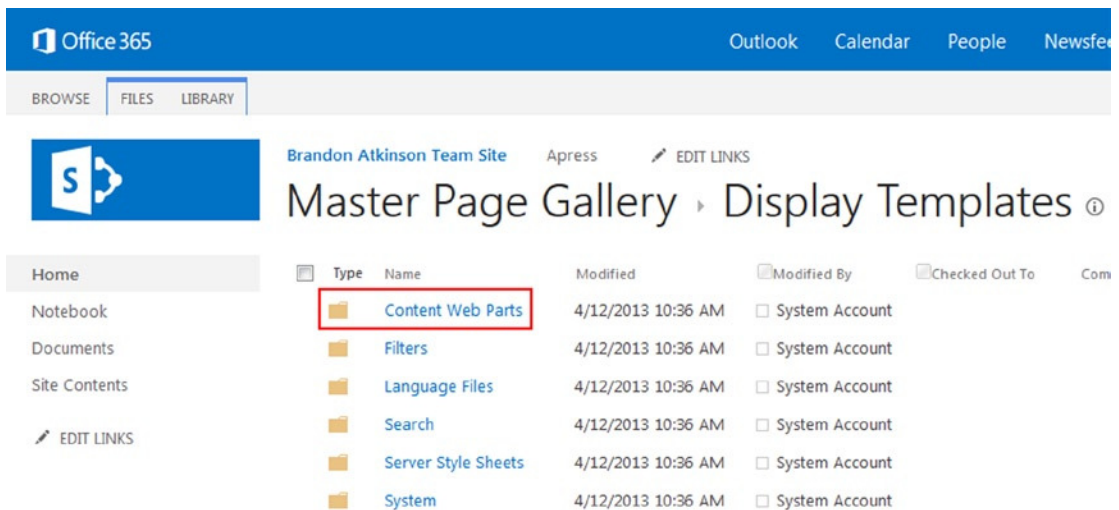 Office 365 Outlook Calendar People Newsfee
BROWSE FILES LIBRARY
S
Brandon Atkinson Team Site Apress EDIT LINKS
Master Page Gallery Display Templates
Home
Notebook
Documents
Site Contents
EDIT LINKS
Type Name Modified Modified By Checked Out To Com
Content Web Parts 4/12/2013 10:36 AM System Account
Filters 4/12/2013 10:36 AM System Account
Language Files 4/12/2013 10:36 AM System Account
Search 4/12/2013 10:36 AM System Account
Server Style Sheets 4/12/2013 10:36 AM System Account
System 4/12/2013 10:36 AM System Account